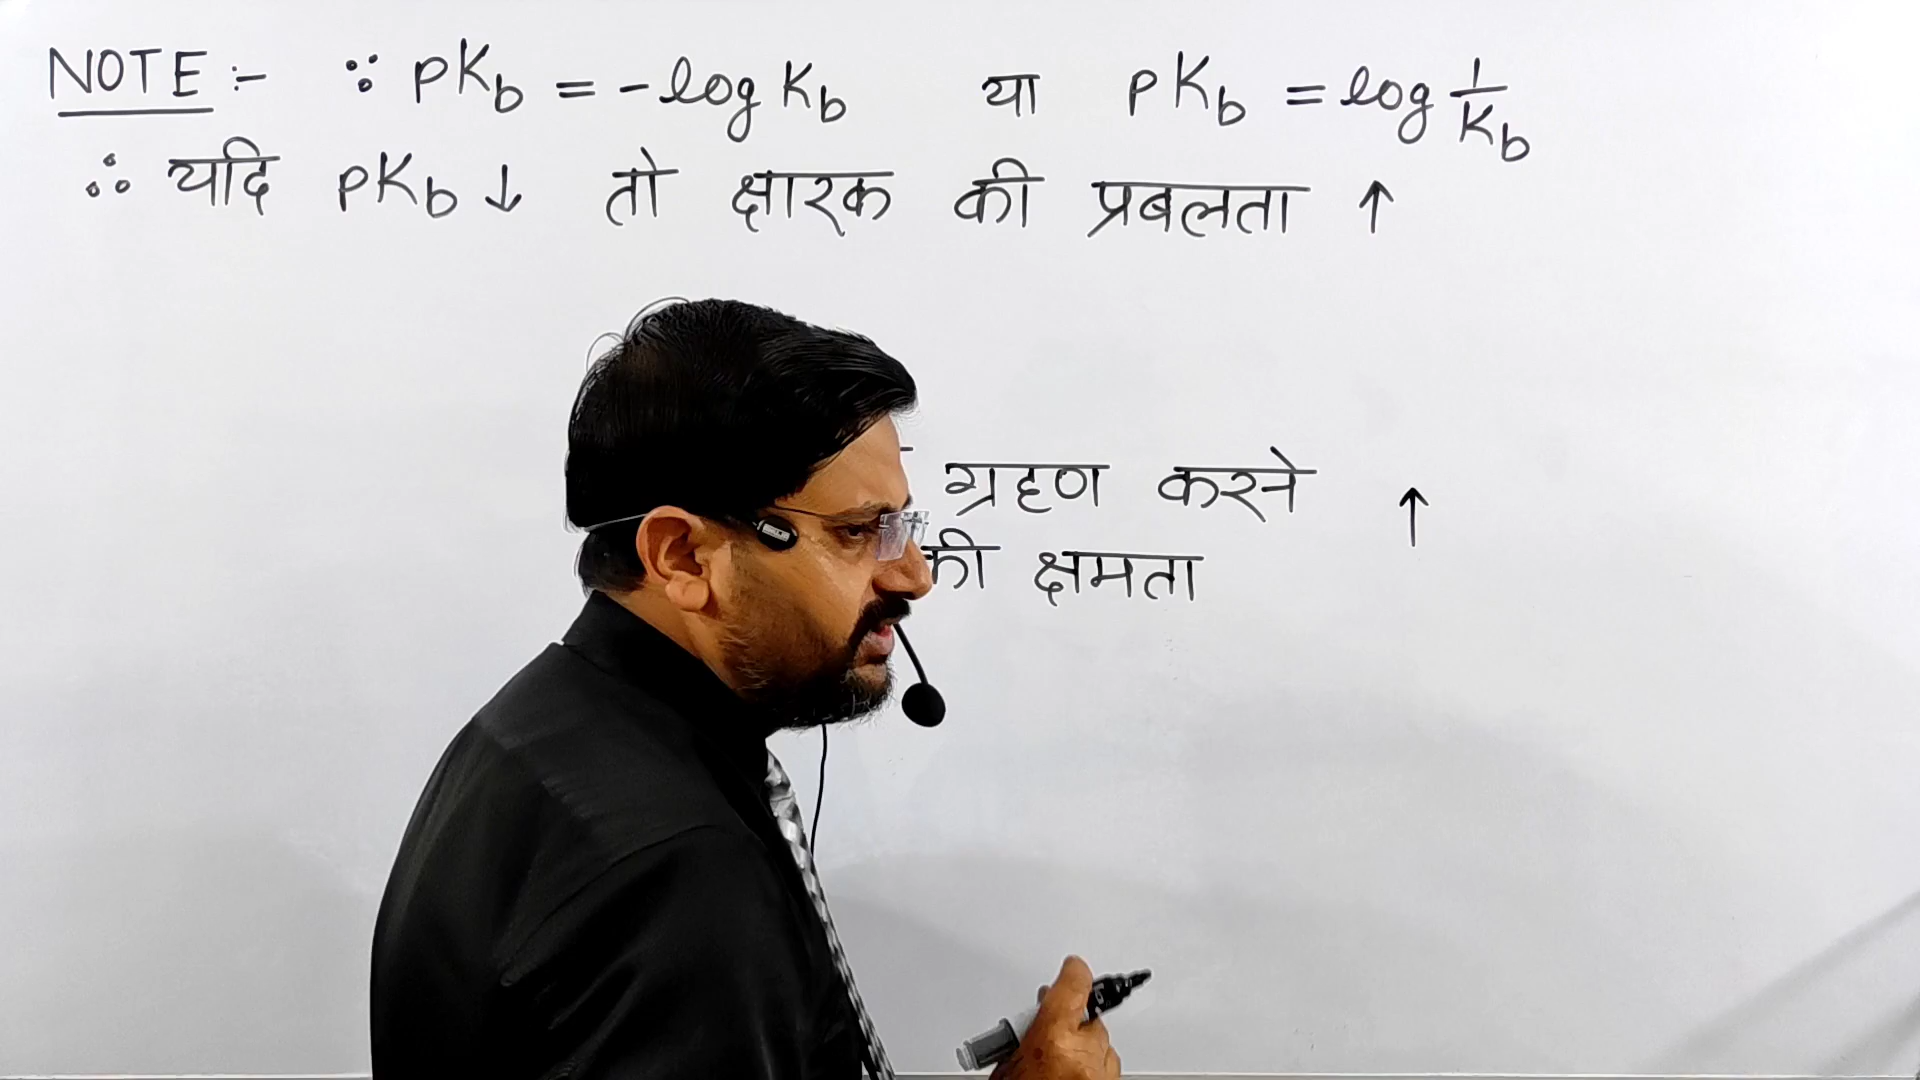 NOTE :- ∵ pKb = -log Kb या pKb = log 1/Kb
∴ यदि pKb ↓ तो क्षारक की प्रबलता ↑
ग्रहण करने ↑
की क्षमता